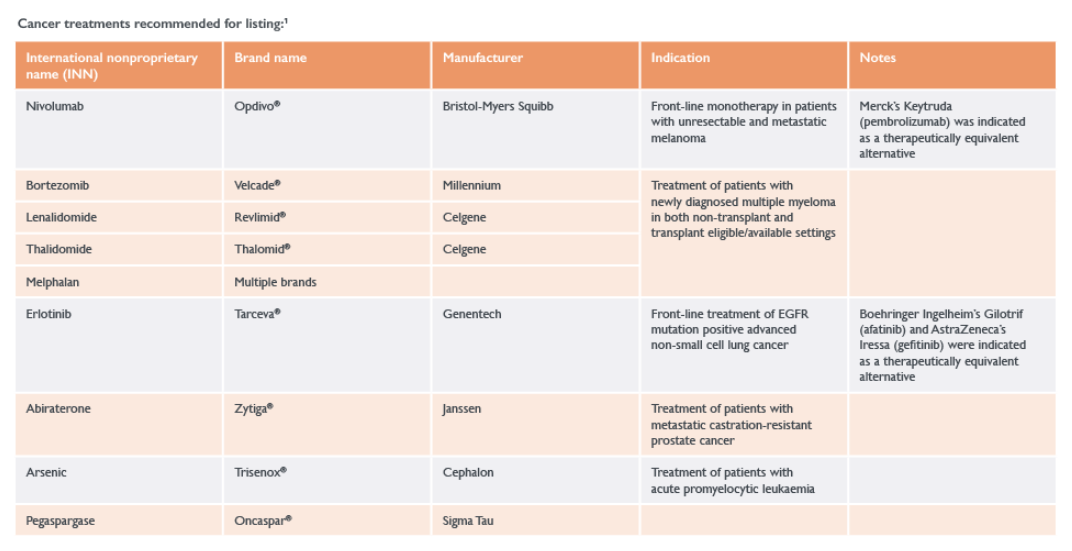 Cancer treatments recommended for listing:¹
International nonproprietary
name (INN)
Brand name
Manufacturer
Indication
Notes
Nivolumab
Opdivo®
Bristol-Myers Squibb
Front-line monotherapy in patients
with unresectable and metastatic
melanoma
Merck's Keytruda
(pembrolizumab) was indicated
as a therapeutically equivalent
alternative
Bortezomib
Velcade®
Millennium
Treatment of patients with
newly diagnosed multiple myeloma
in both non-transplant and
transplant eligible/available settings
Lenalidomide
Revlimid®
Celgene
Thalidomide
Thalomid®
Celgene
Melphalan
Multiple brands
Erlotinib
Tarceva®
Genentech
Front-line treatment of EGFR
mutation positive advanced
non-small cell lung cancer
Boehringer Ingelheim's Gilotrif
(afatinib) and AstraZeneca's
Iressa (gefitinib) were indicated
as a therapeutically equivalent
alternative
Abiraterone
Zytiga®
Janssen
Treatment of patients with
metastatic castration-resistant
prostate cancer
Arsenic
Trisenox®
Cephalon
Treatment of patients with
acute promyelocytic leukaemia
Pegaspargase
Oncaspar®
Sigma Tau